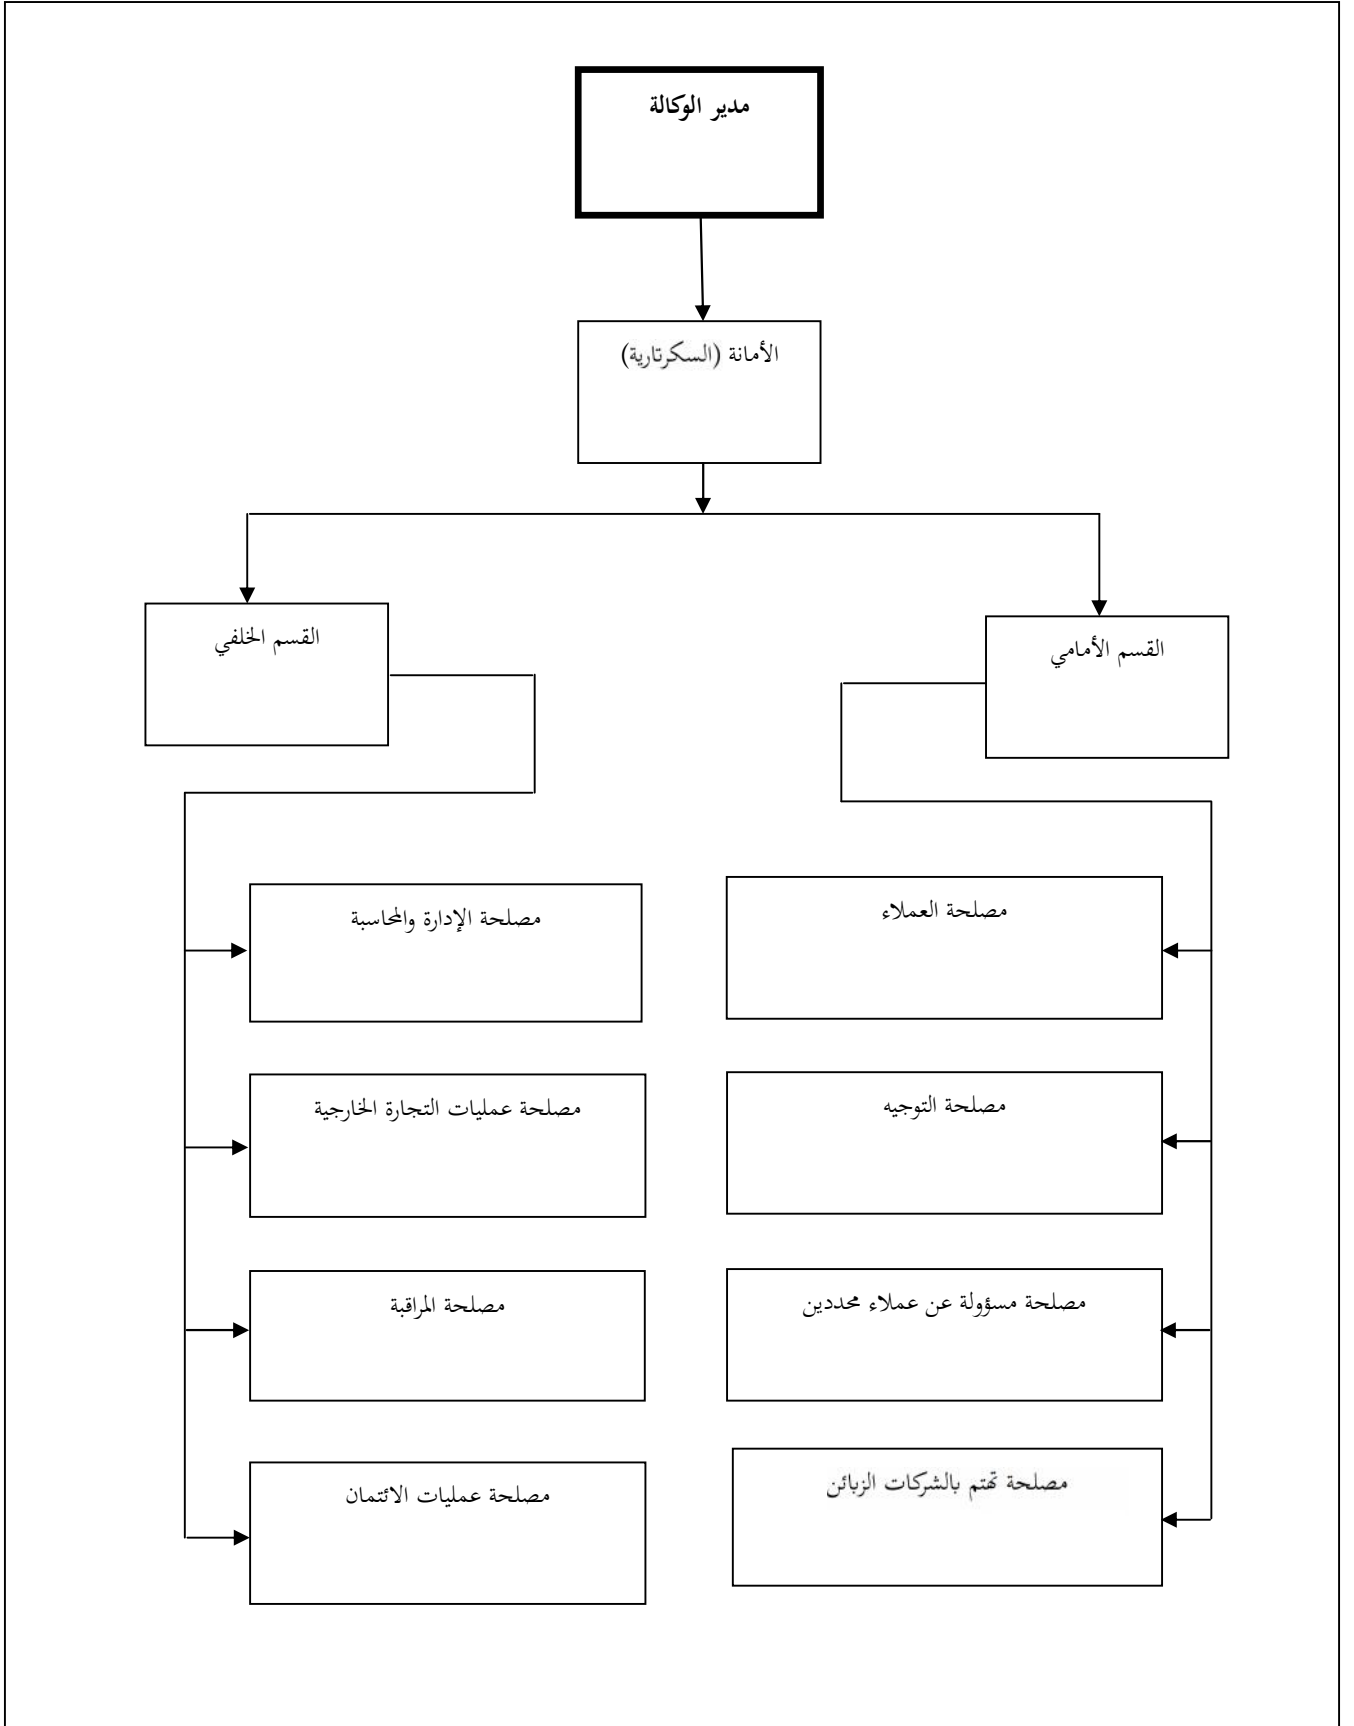 مدير الوكالة
الأمانة (السكرتارية)
القسم الأمامي
القسم الخلفي
مصلحة العملاء
مصلحة الإدارة والمحاسبة
مصلحة التوجيه
مصلحة عمليات التجارة الخارجية
مصلحة مسؤولة عن عملاء محددين
مصلحة المراقبة
مصلحة تهتم بالشركات الزبائن
مصلحة عمليات الائتمان